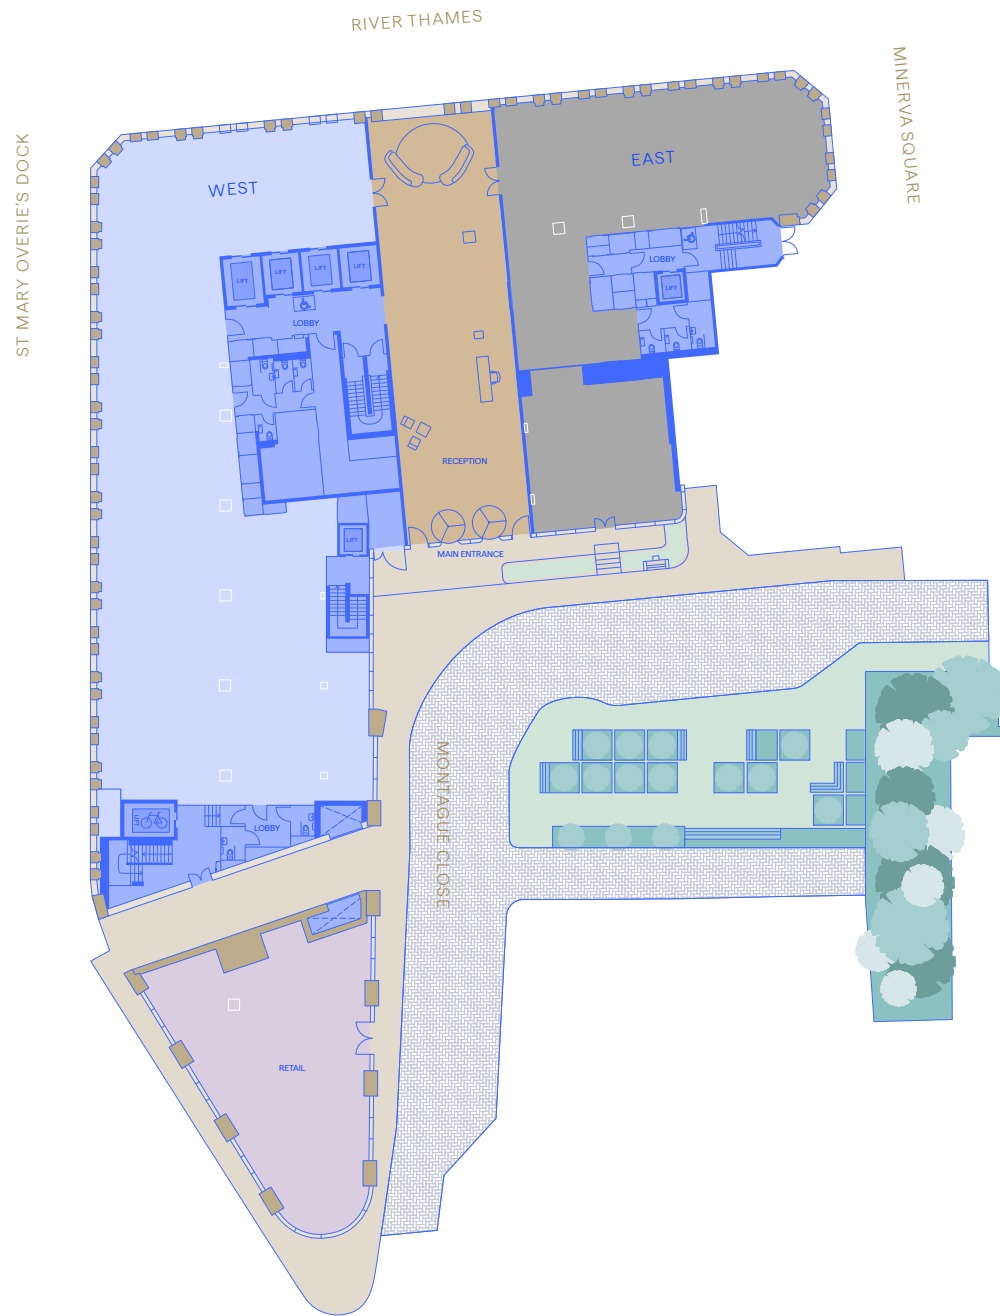 RIVER THAMES
MINERVA SQUARE
ST MARY OVERIE'S DOCK
WEST
EAST
LOBBY
LIFT
LIFT
LIFT
LIFT
LIFT
LOBBY
RECEPTION
LIFT
MAIN ENTRANCE
MONTAGUE CLOSE
LIFT
LOBBY
RETAIL